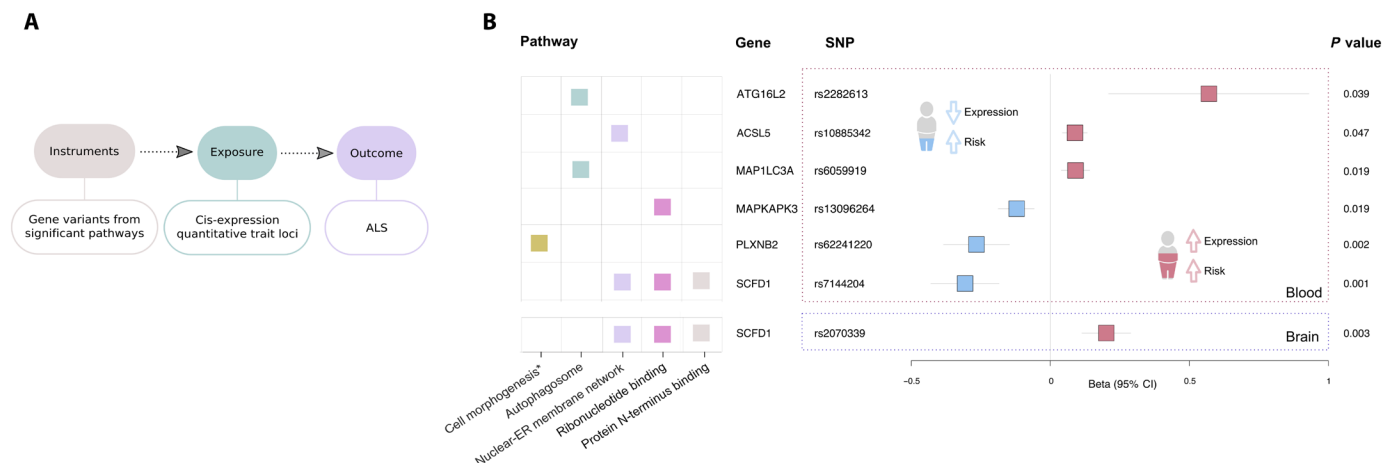 A
Instruments
Exposure
Outcome
Gene variants from
significant pathways
Cis-expression
quantitative trait loci
ALS
B
Pathway
Gene
SNP
P value
ATG16L2 rs2282613 0.039
ACSL5 rs10885342 0.047
MAP1LC3A rs6059919 0.019
MAPKAPK3 rs13096264 0.019
PLXNB2 rs62241220 0.002
SCFD1 rs7144204 0.001
Expression
Risk
Expression
Risk
Blood
SCFD1 rs2070339 0.003
Brain
−0.5 0 0.5 1
Beta (95% CI)
Cell morphogenesis*
Autophagosome
Nuclear-ER membrane network
Ribonucleotide binding
Protein N-terminus binding